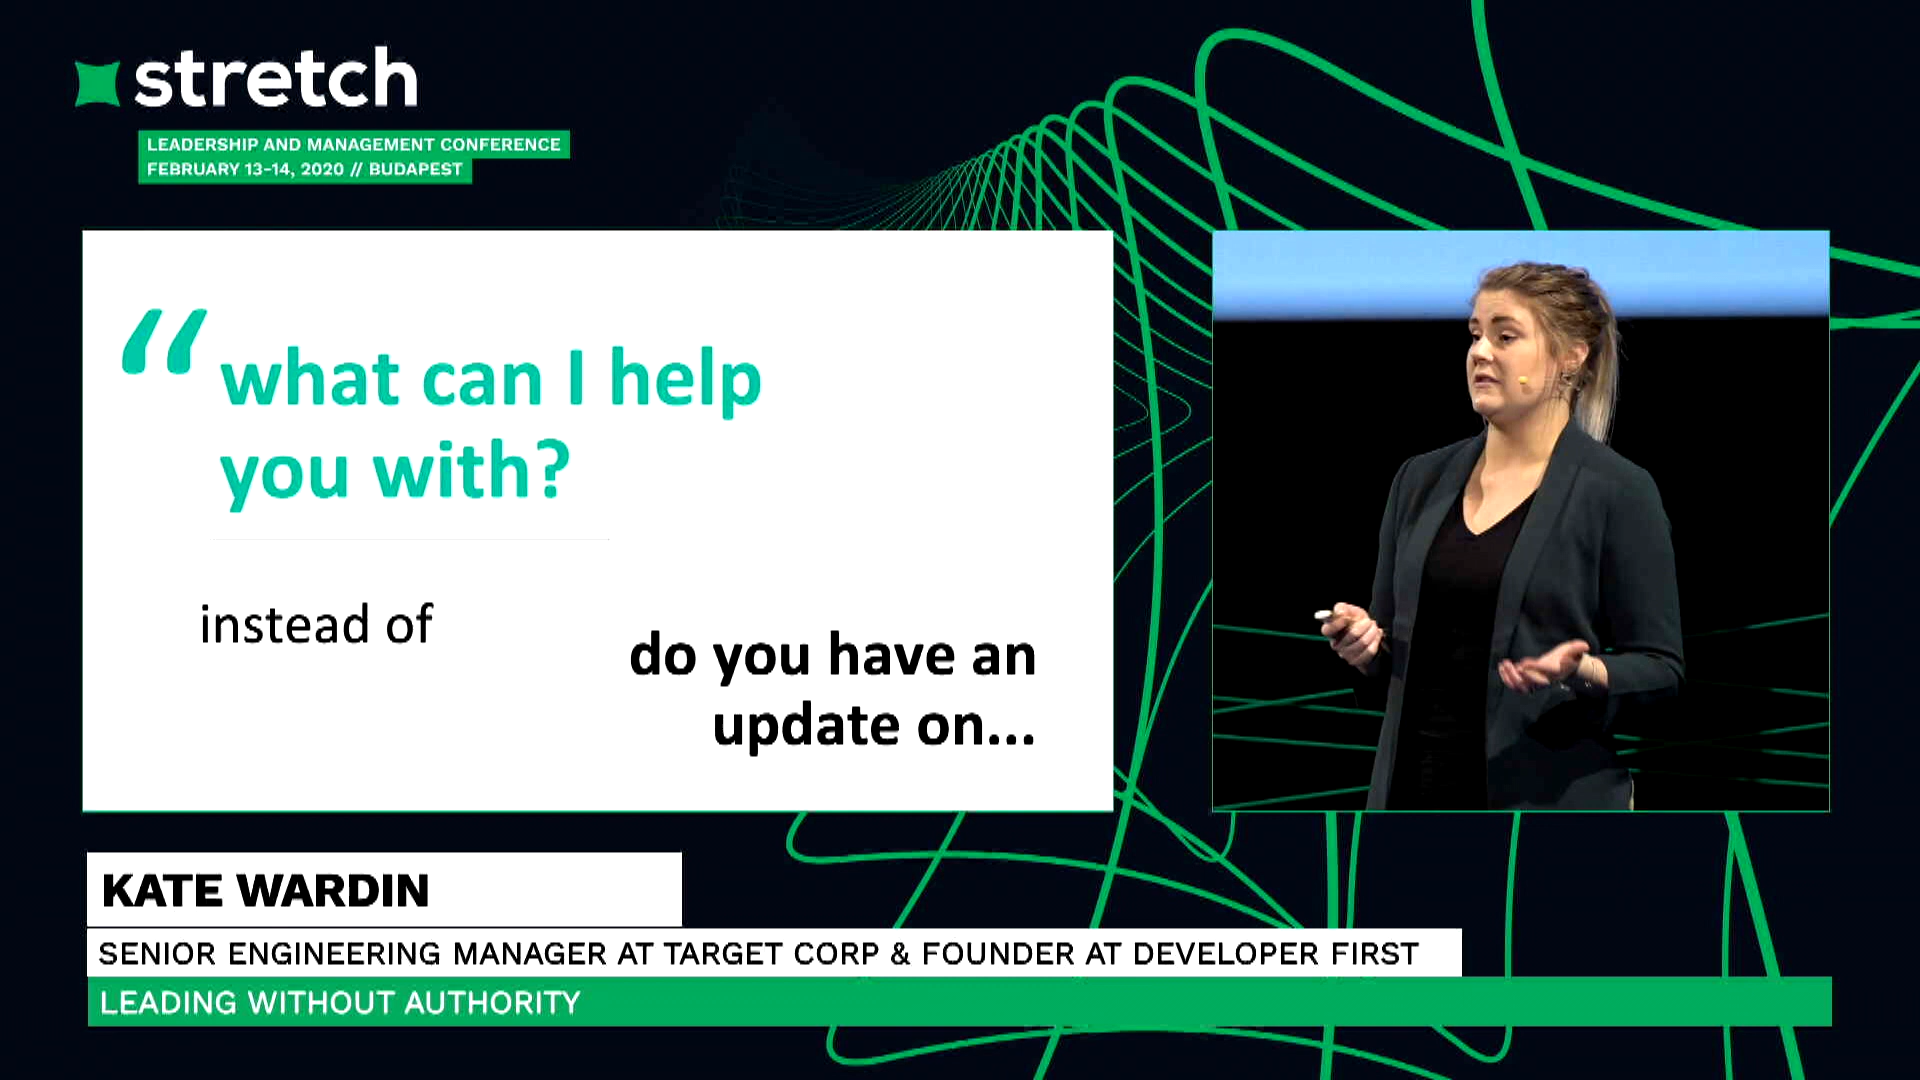 stretch
LEADERSHIP AND MANAGEMENT CONFERENCE
FEBRUARY 13-14, 2020 // BUDAPEST
“what can I help
you with?
instead of
do you have an
update on...
KATE WARDIN
SENIOR ENGINEERING MANAGER AT TARGET CORP & FOUNDER AT DEVELOPER FIRST
LEADING WITHOUT AUTHORITY